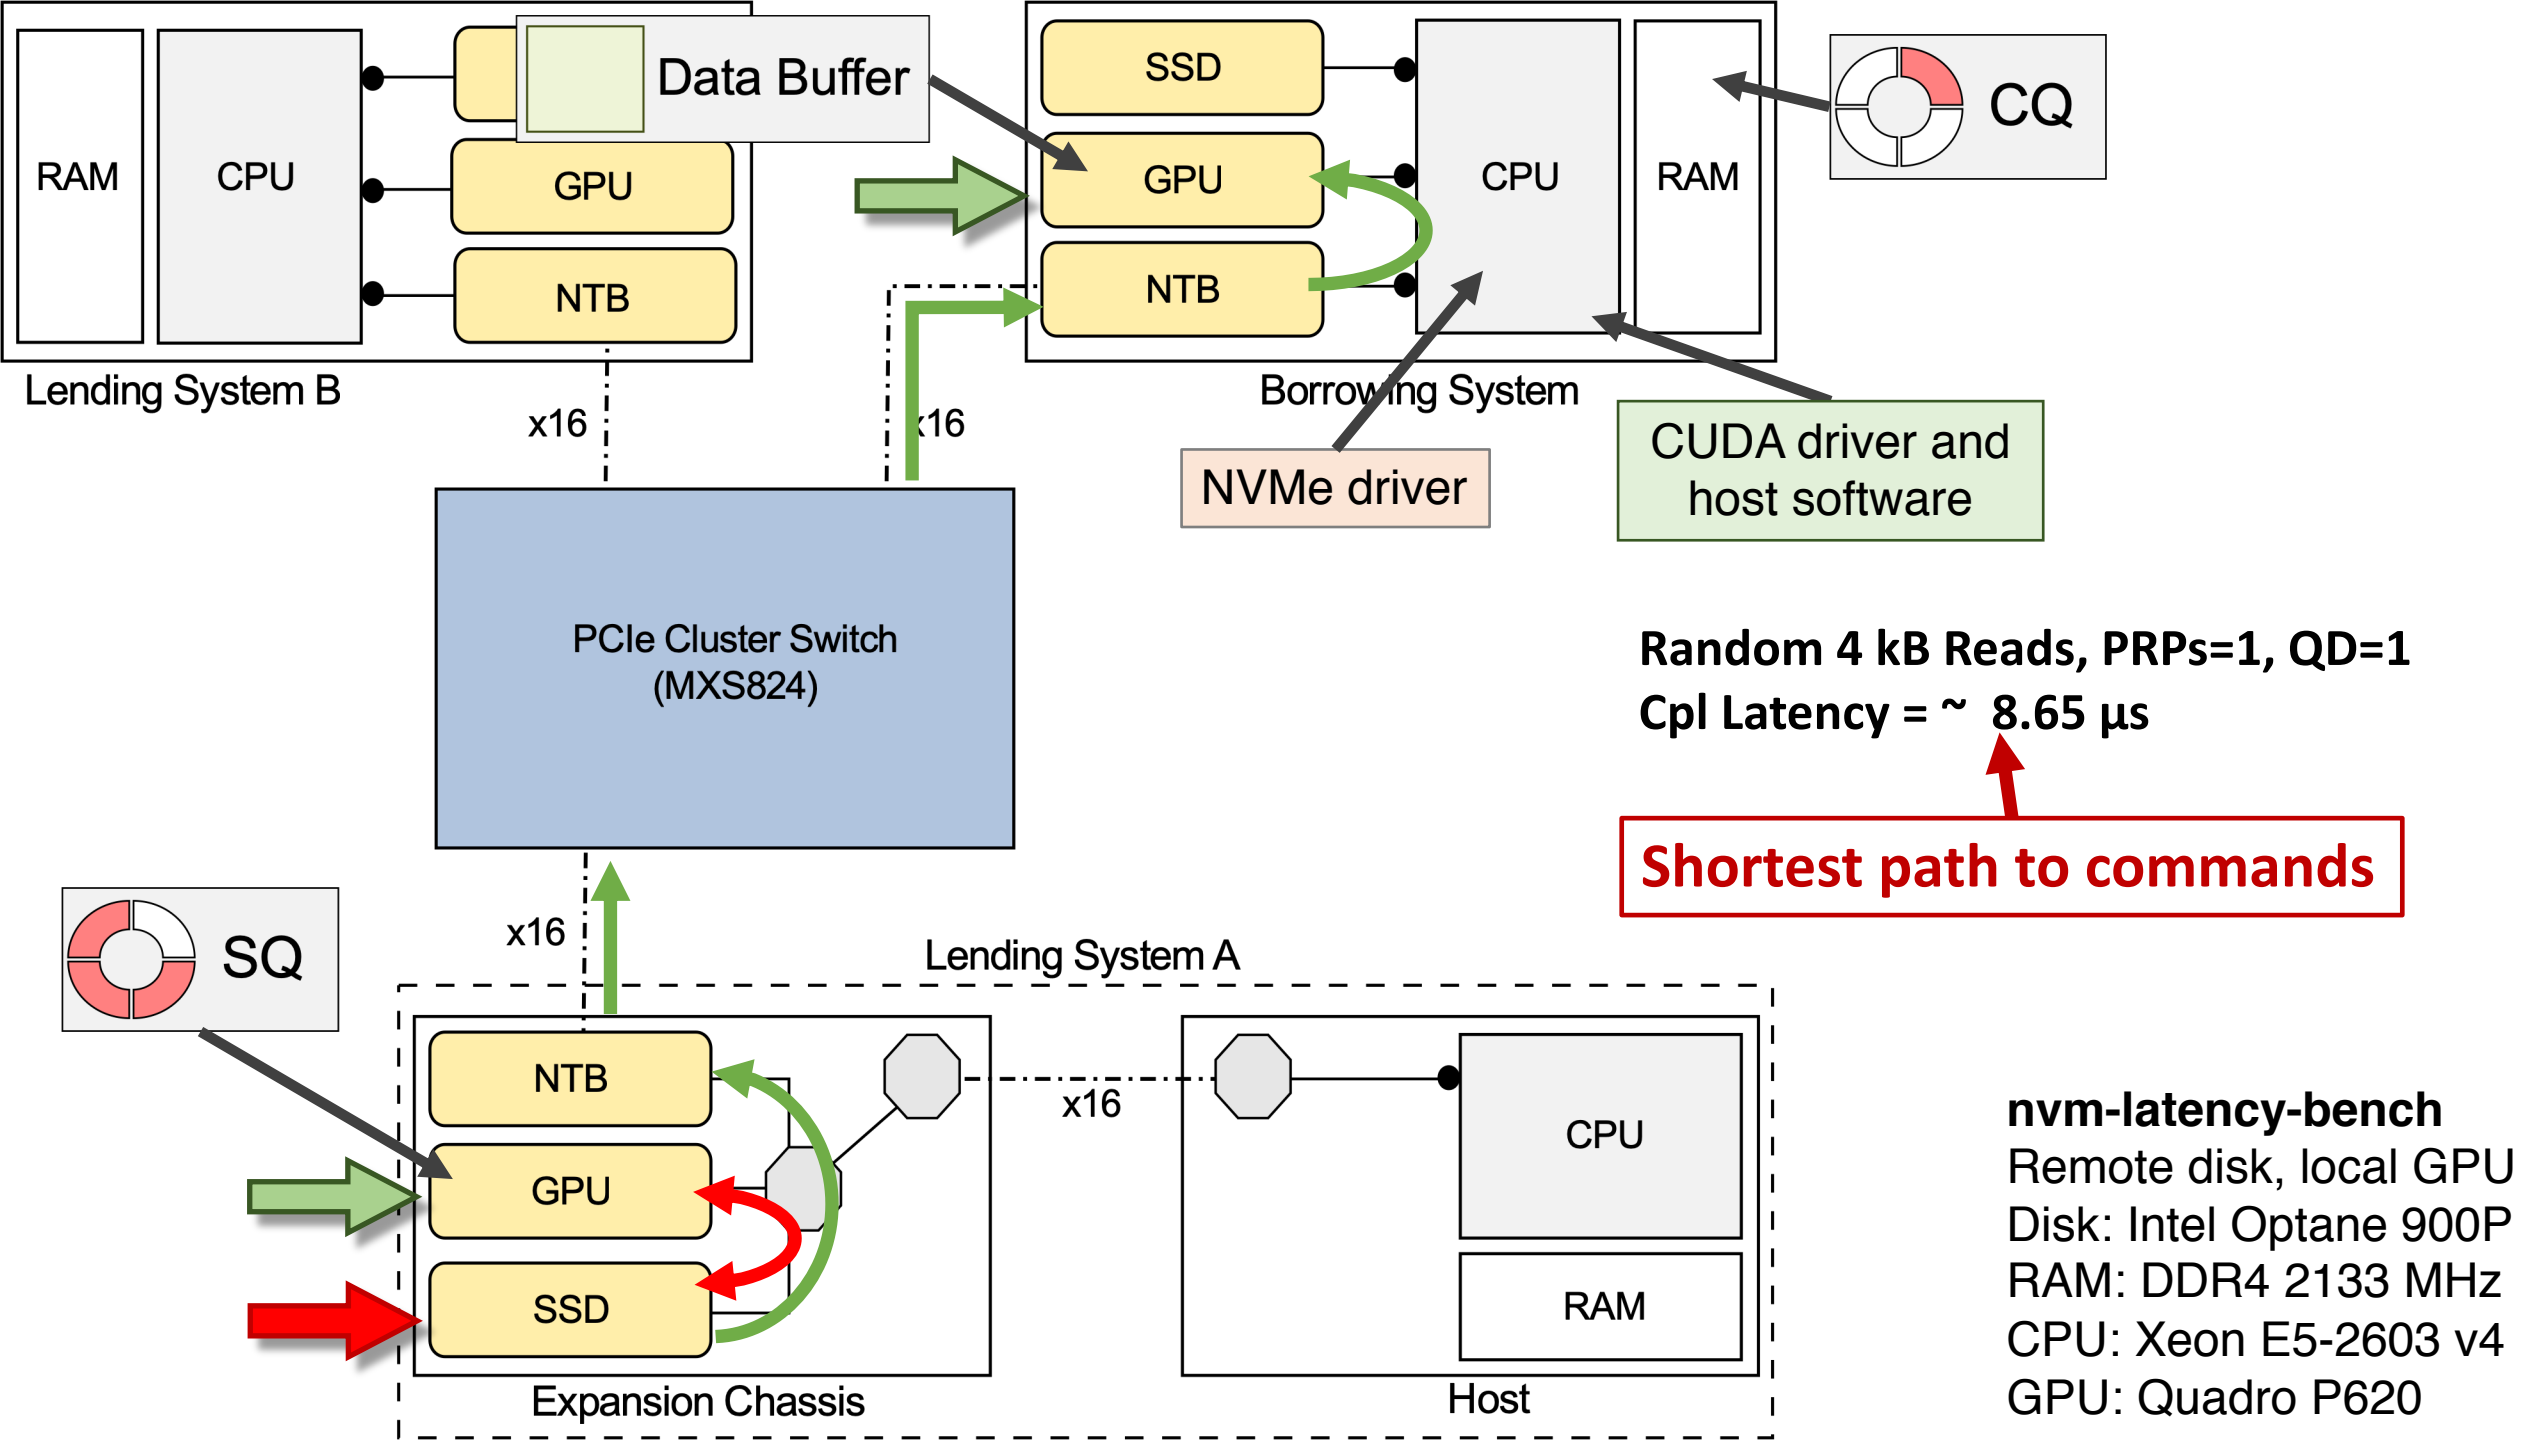 RAM
CPU
Data Buffer
GPU
NTB
Lending System B
x16
SSD
GPU
NTB
CPU
RAM
CQ
Borrowing System
x16
NVMe driver
CUDA driver and
host software
PCIe Cluster Switch
(MXS824)
Random 4 kB Reads, PRPs=1, QD=1
Cpl Latency = ~ 8.65 µs
Shortest path to commands
SQ
x16
Lending System A
NTB
GPU
SSD
Expansion Chassis
x16
CPU
RAM
Host
nvm-latency-bench
Remote disk, local GPU
Disk: Intel Optane 900P
RAM: DDR4 2133 MHz
CPU: Xeon E5-2603 v4
GPU: Quadro P620